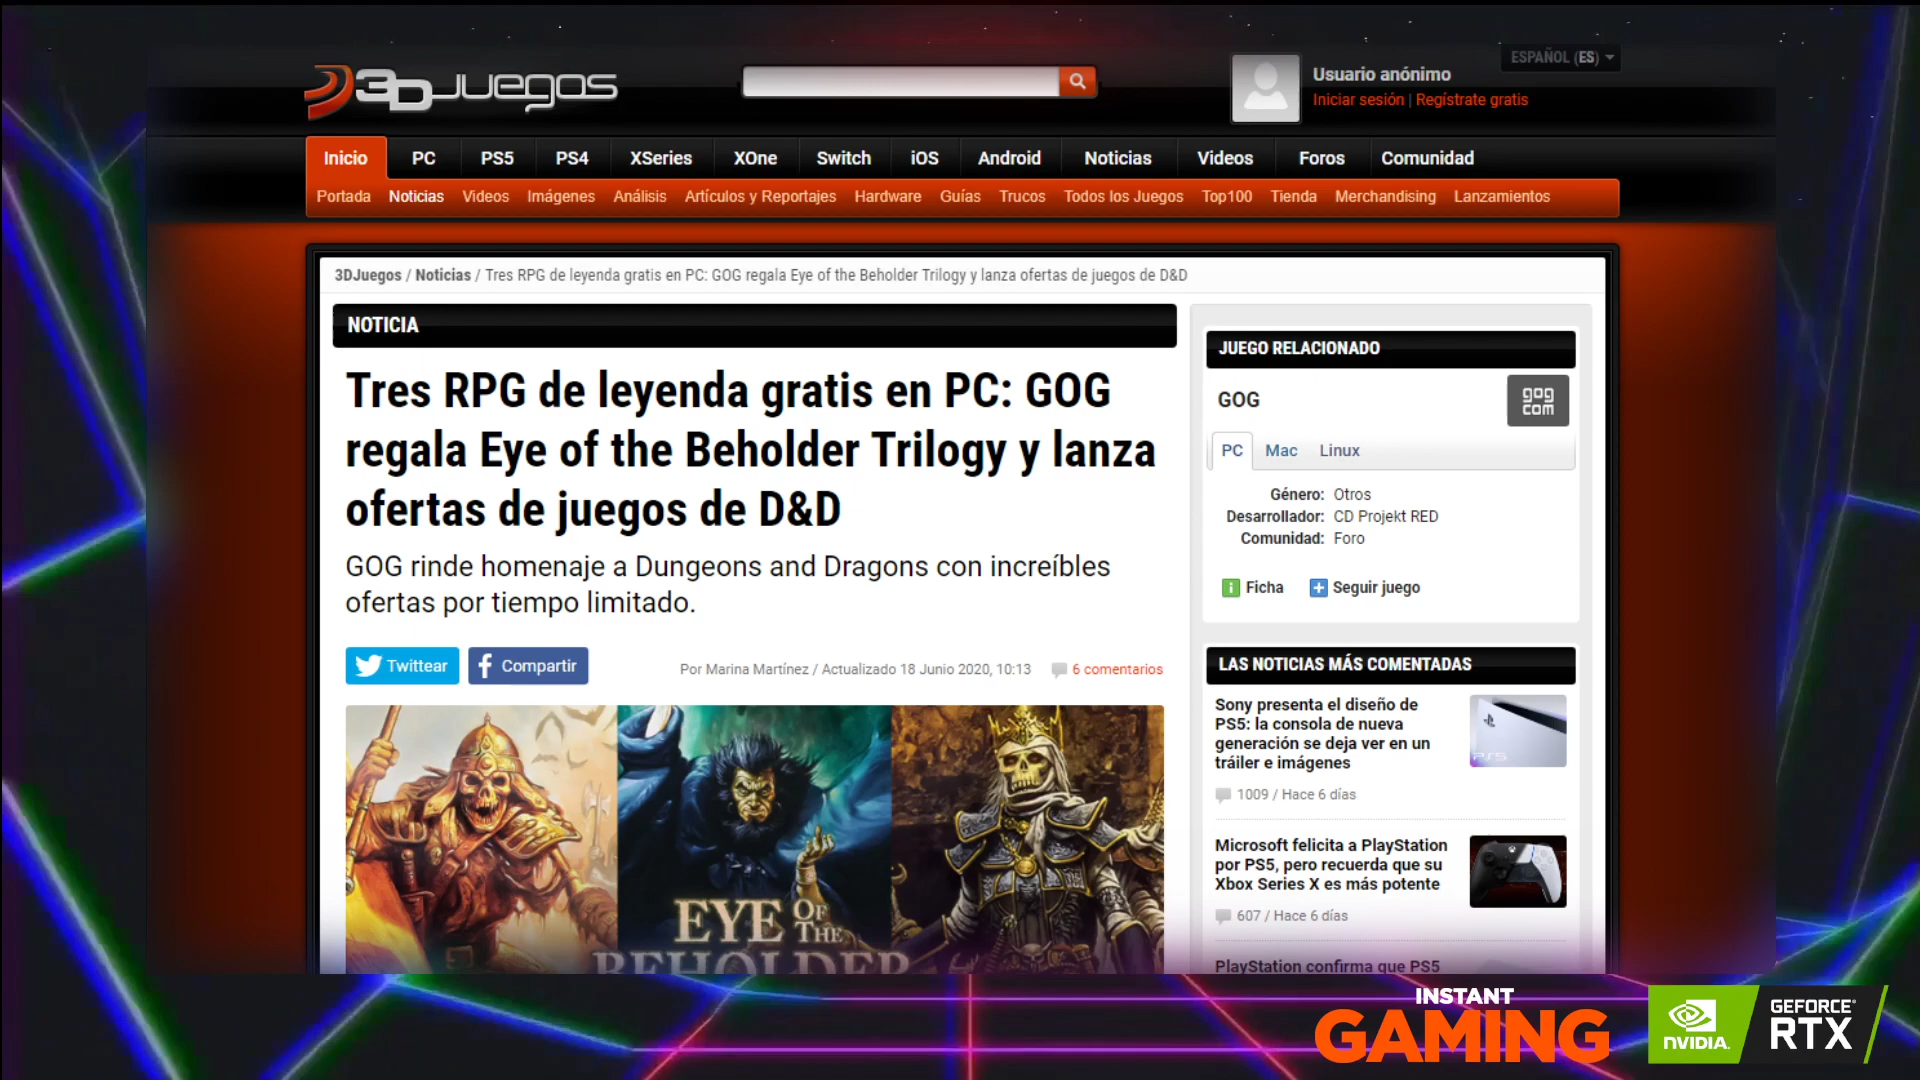 3DJuegos
Usuario anónimo
Iniciar sesión | Regístrate gratis
ESPAÑOL (ES)
Inicio PC PS5 PS4 XSeries XOne Switch iOS Android Noticias Videos Foros Comunidad
Portada Noticias Videos Imágenes Análisis Artículos y Reportajes Hardware Guías Trucos Todos los Juegos Top100 Tienda Merchandising Lanzamientos
3DJuegos / Noticias / Tres RPG de leyenda gratis en PC: GOG regala Eye of the Beholder Trilogy y lanza ofertas de juegos de D&D
NOTICIA
Tres RPG de leyenda gratis en PC: GOG
regala Eye of the Beholder Trilogy y lanza
ofertas de juegos de D&D
GOG rinde homenaje a Dungeons and Dragons con increíbles
ofertas por tiempo limitado.
Twittear Compartir
Por Marina Martínez / Actualizado 18 Junio 2020, 10:13 6 comentarios
EYE OF THE
BEHOLDER
JUEGO RELACIONADO
GOG
gog
com
PC Mac Linux
Género: Otros
Desarrollador: CD Projekt RED
Comunidad: Foro
Ficha Seguir juego
LAS NOTICIAS MÁS COMENTADAS
Sony presenta el diseño de
PS5: la consola de nueva
generación se deja ver en un
tráiler e imágenes
PS5
1009 / Hace 6 días
Microsoft felicita a PlayStation
por PS5, pero recuerda que su
Xbox Series X es más potente
607 / Hace 6 días
PlayStation confirma que PS5
INSTANT
GAMING
NVIDIA.
GEFORCE
RTX